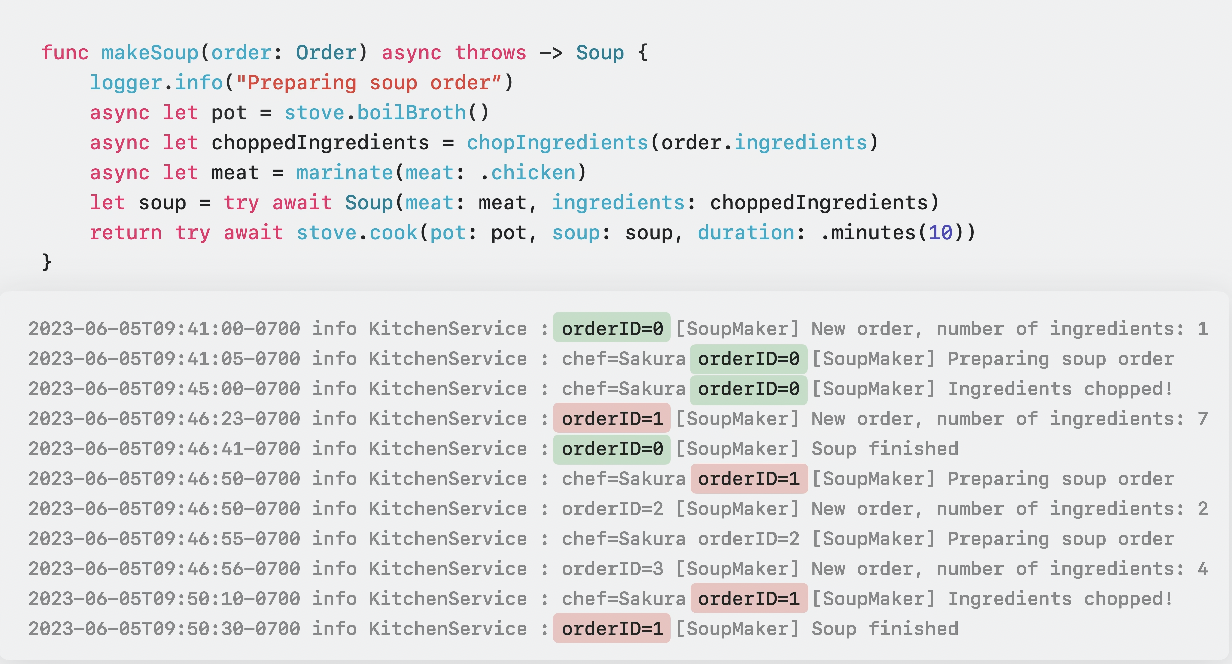 func makeSoup(order: Order) async throws -> Soup {
logger.info("Preparing soup order”)
async let pot = stove.boilBroth()
async let choppedIngredients = chopIngredients(order.ingredients)
async let meat = marinate(meat: .chicken)
let soup = try await Soup(meat: meat, ingredients: choppedIngredients)
return try await stove.cook(pot: pot, soup: soup, duration: .minutes(10))
}
2023-06-05T09:41:00-0700 info KitchenService : orderID=0 [SoupMaker] New order, number of ingredients: 1
2023-06-05T09:41:05-0700 info KitchenService : chef=Sakura orderID=0 [SoupMaker] Preparing soup order
2023-06-05T09:45:00-0700 info KitchenService : chef=Sakura orderID=0 [SoupMaker] Ingredients chopped!
2023-06-05T09:46:23-0700 info KitchenService : orderID=1 [SoupMaker] New order, number of ingredients: 7
2023-06-05T09:46:41-0700 info KitchenService : orderID=0 [SoupMaker] Soup finished
2023-06-05T09:46:50-0700 info KitchenService : chef=Sakura orderID=1 [SoupMaker] Preparing soup order
2023-06-05T09:46:50-0700 info KitchenService : orderID=2 [SoupMaker] New order, number of ingredients: 2
2023-06-05T09:46:55-0700 info KitchenService : chef=Sakura orderID=2 [SoupMaker] Preparing soup order
2023-06-05T09:46:56-0700 info KitchenService : orderID=3 [SoupMaker] New order, number of ingredients: 4
2023-06-05T09:50:10-0700 info KitchenService : chef=Sakura orderID=1 [SoupMaker] Ingredients chopped!
2023-06-05T09:50:30-0700 info KitchenService : orderID=1 [SoupMaker] Soup finished